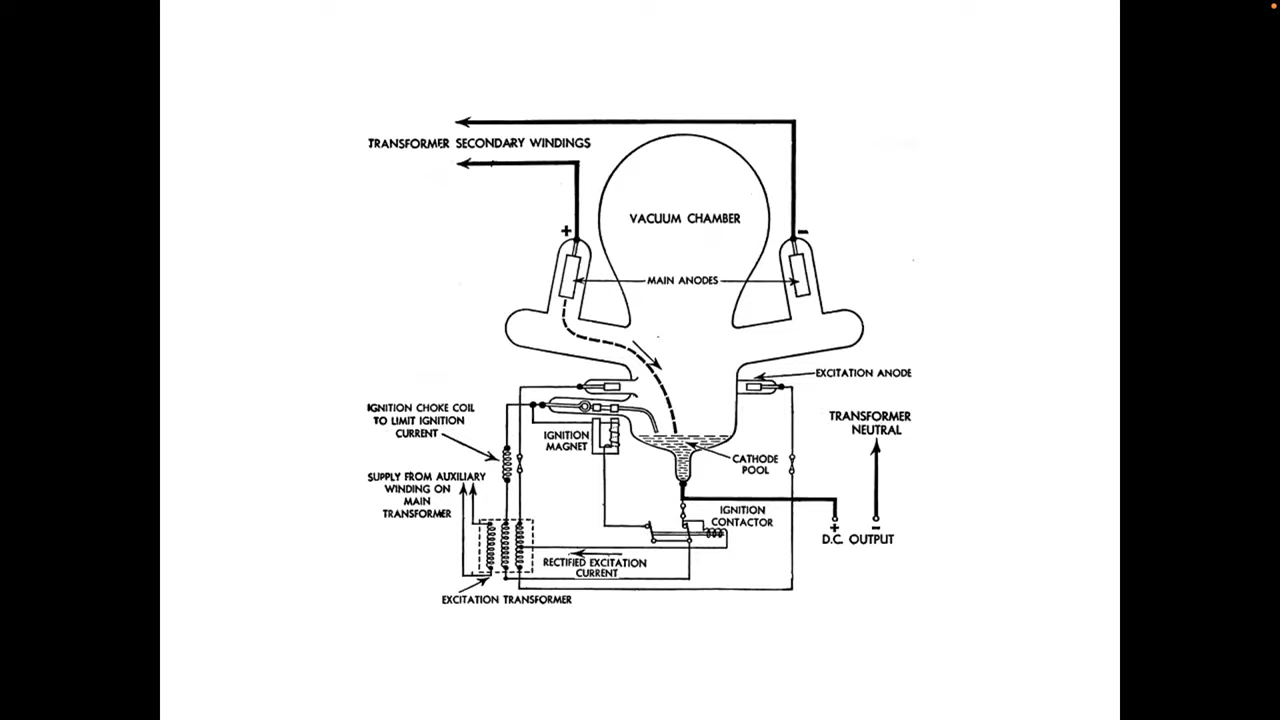 TRANSFORMER SECONDARY WINDINGS
VACUUM CHAMBER
+
-
MAIN ANODES
EXCITATION ANODE
IGNITION CHOKE COIL
TO LIMIT IGNITION
CURRENT
TRANSFORMER
NEUTRAL
IGNITION
MAGNET
CATHODE
POOL
SUPPLY FROM AUXILIARY
WINDING ON
MAIN
TRANSFORMER
IGNITION
CONTACTOR
+
-
D.C. OUTPUT
RECTIFIED EXCITATION
CURRENT
EXCITATION TRANSFORMER